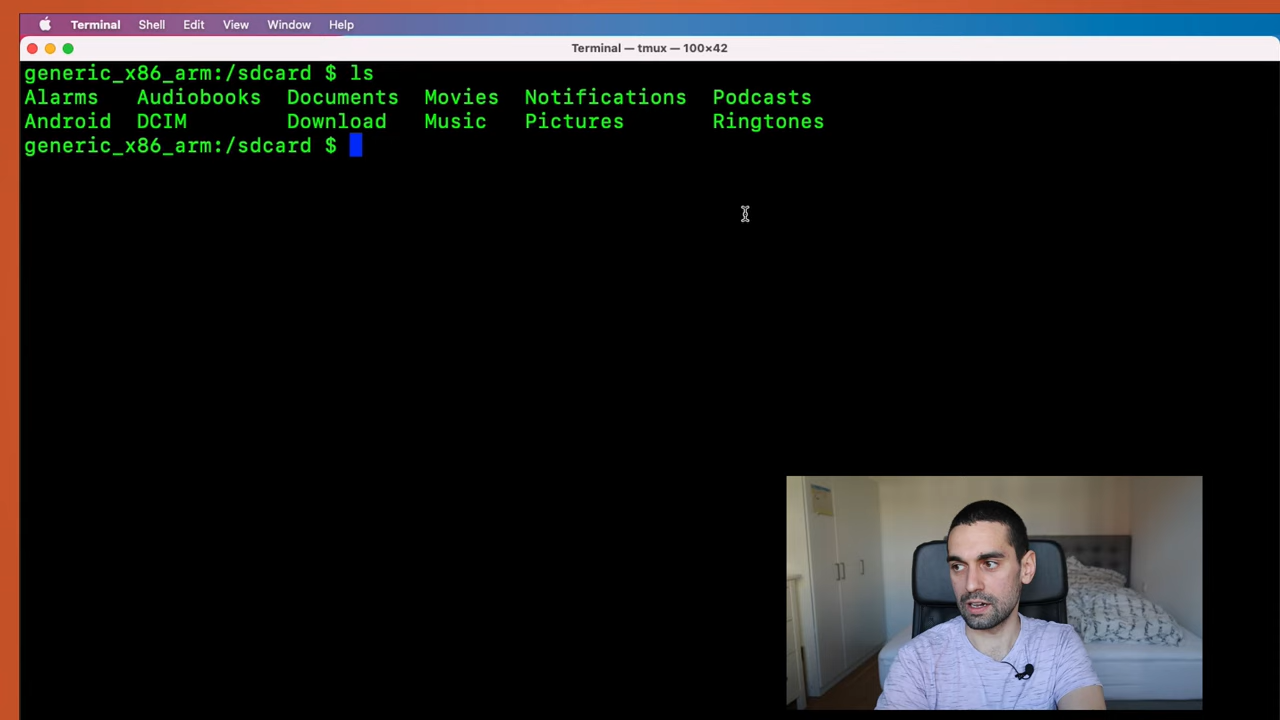 Terminal Shell Edit View Window Help
Terminal — tmux — 100×42
generic_x86_arm:/sdcard $ ls
Alarms Audiobooks Documents Movies Notifications Podcasts
Android DCIM Download Music Pictures Ringtones
generic_x86_arm:/sdcard $